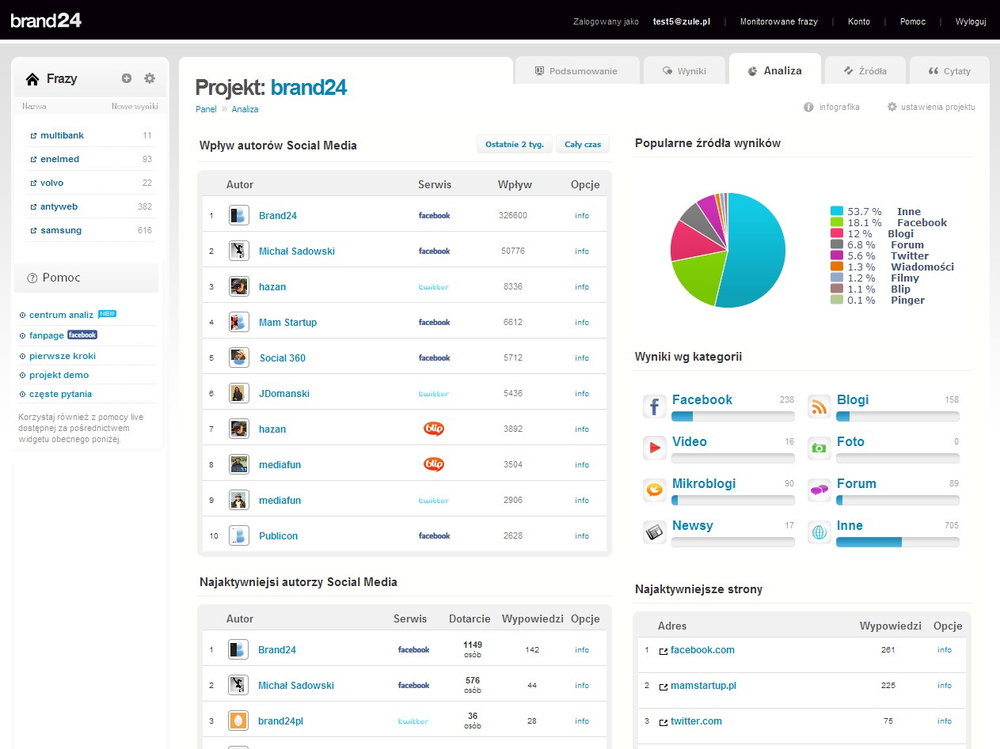 brand24
Zalogowany jako test5@zule.pl | Monitorowane frazy | Konto | Pomoc | Wyloguj
Frazy
Nazwa Nowe wyniki
multibank 11
enelmed 93
volvo 22
antyweb 382
samsung 616
Pomoc
centrum analiz NEW
fanpage facebook
pierwsze kroki
projekt demo
częste pytania
Korzystaj również z pomocy live
dostępnej za pośrednictwem
widgetu obecnego poniżej.
Podsumowanie Wyniki Analiza Źródła Cytaty
Projekt: brand24
Panel » Analiza
infografika ustawienia projektu
Wpływ autorów Social Media Ostatnie 2 tyg. Cały czas
Autor Serwis Wpływ Opcje
1 Brand24 facebook 326600 info
2 Michał Sadowski facebook 50776 info
3 hazan twitter 8336 info
4 Mam Startup facebook 6612 info
5 Social 360 facebook 5712 info
6 JDomanski twitter 5436 info
7 hazan blip 3892 info
8 mediafun blip 3504 info
9 mediafun twitter 2906 info
10 Publicon facebook 2628 info
Najaktywniejsi autorzy Social Media
Autor Serwis Dotarcie Wypowiedzi Opcje
1 Brand24 facebook 1149 osób 142 info
2 Michał Sadowski facebook 576 osób 44 info
3 brand24pl twitter 36 osób 28 info
Popularne źródła wyników
53.7 % Inne
18.1 % Facebook
12 % Blogi
6.8 % Forum
5.6 % Twitter
1.3 % Wiadomości
1.2 % Filmy
1.1 % Blip
0.1 % Pinger
Wyniki wg kategorii
Facebook 238 Blogi 158
Video 16 Foto 0
Mikroblogi 90 Forum 89
Newsy 17 Inne 705
Najaktywniejsze strony
Adres Wypowiedzi Opcje
1 facebook.com 261 info
2 mamstartup.pl 225 info
3 twitter.com 75 info